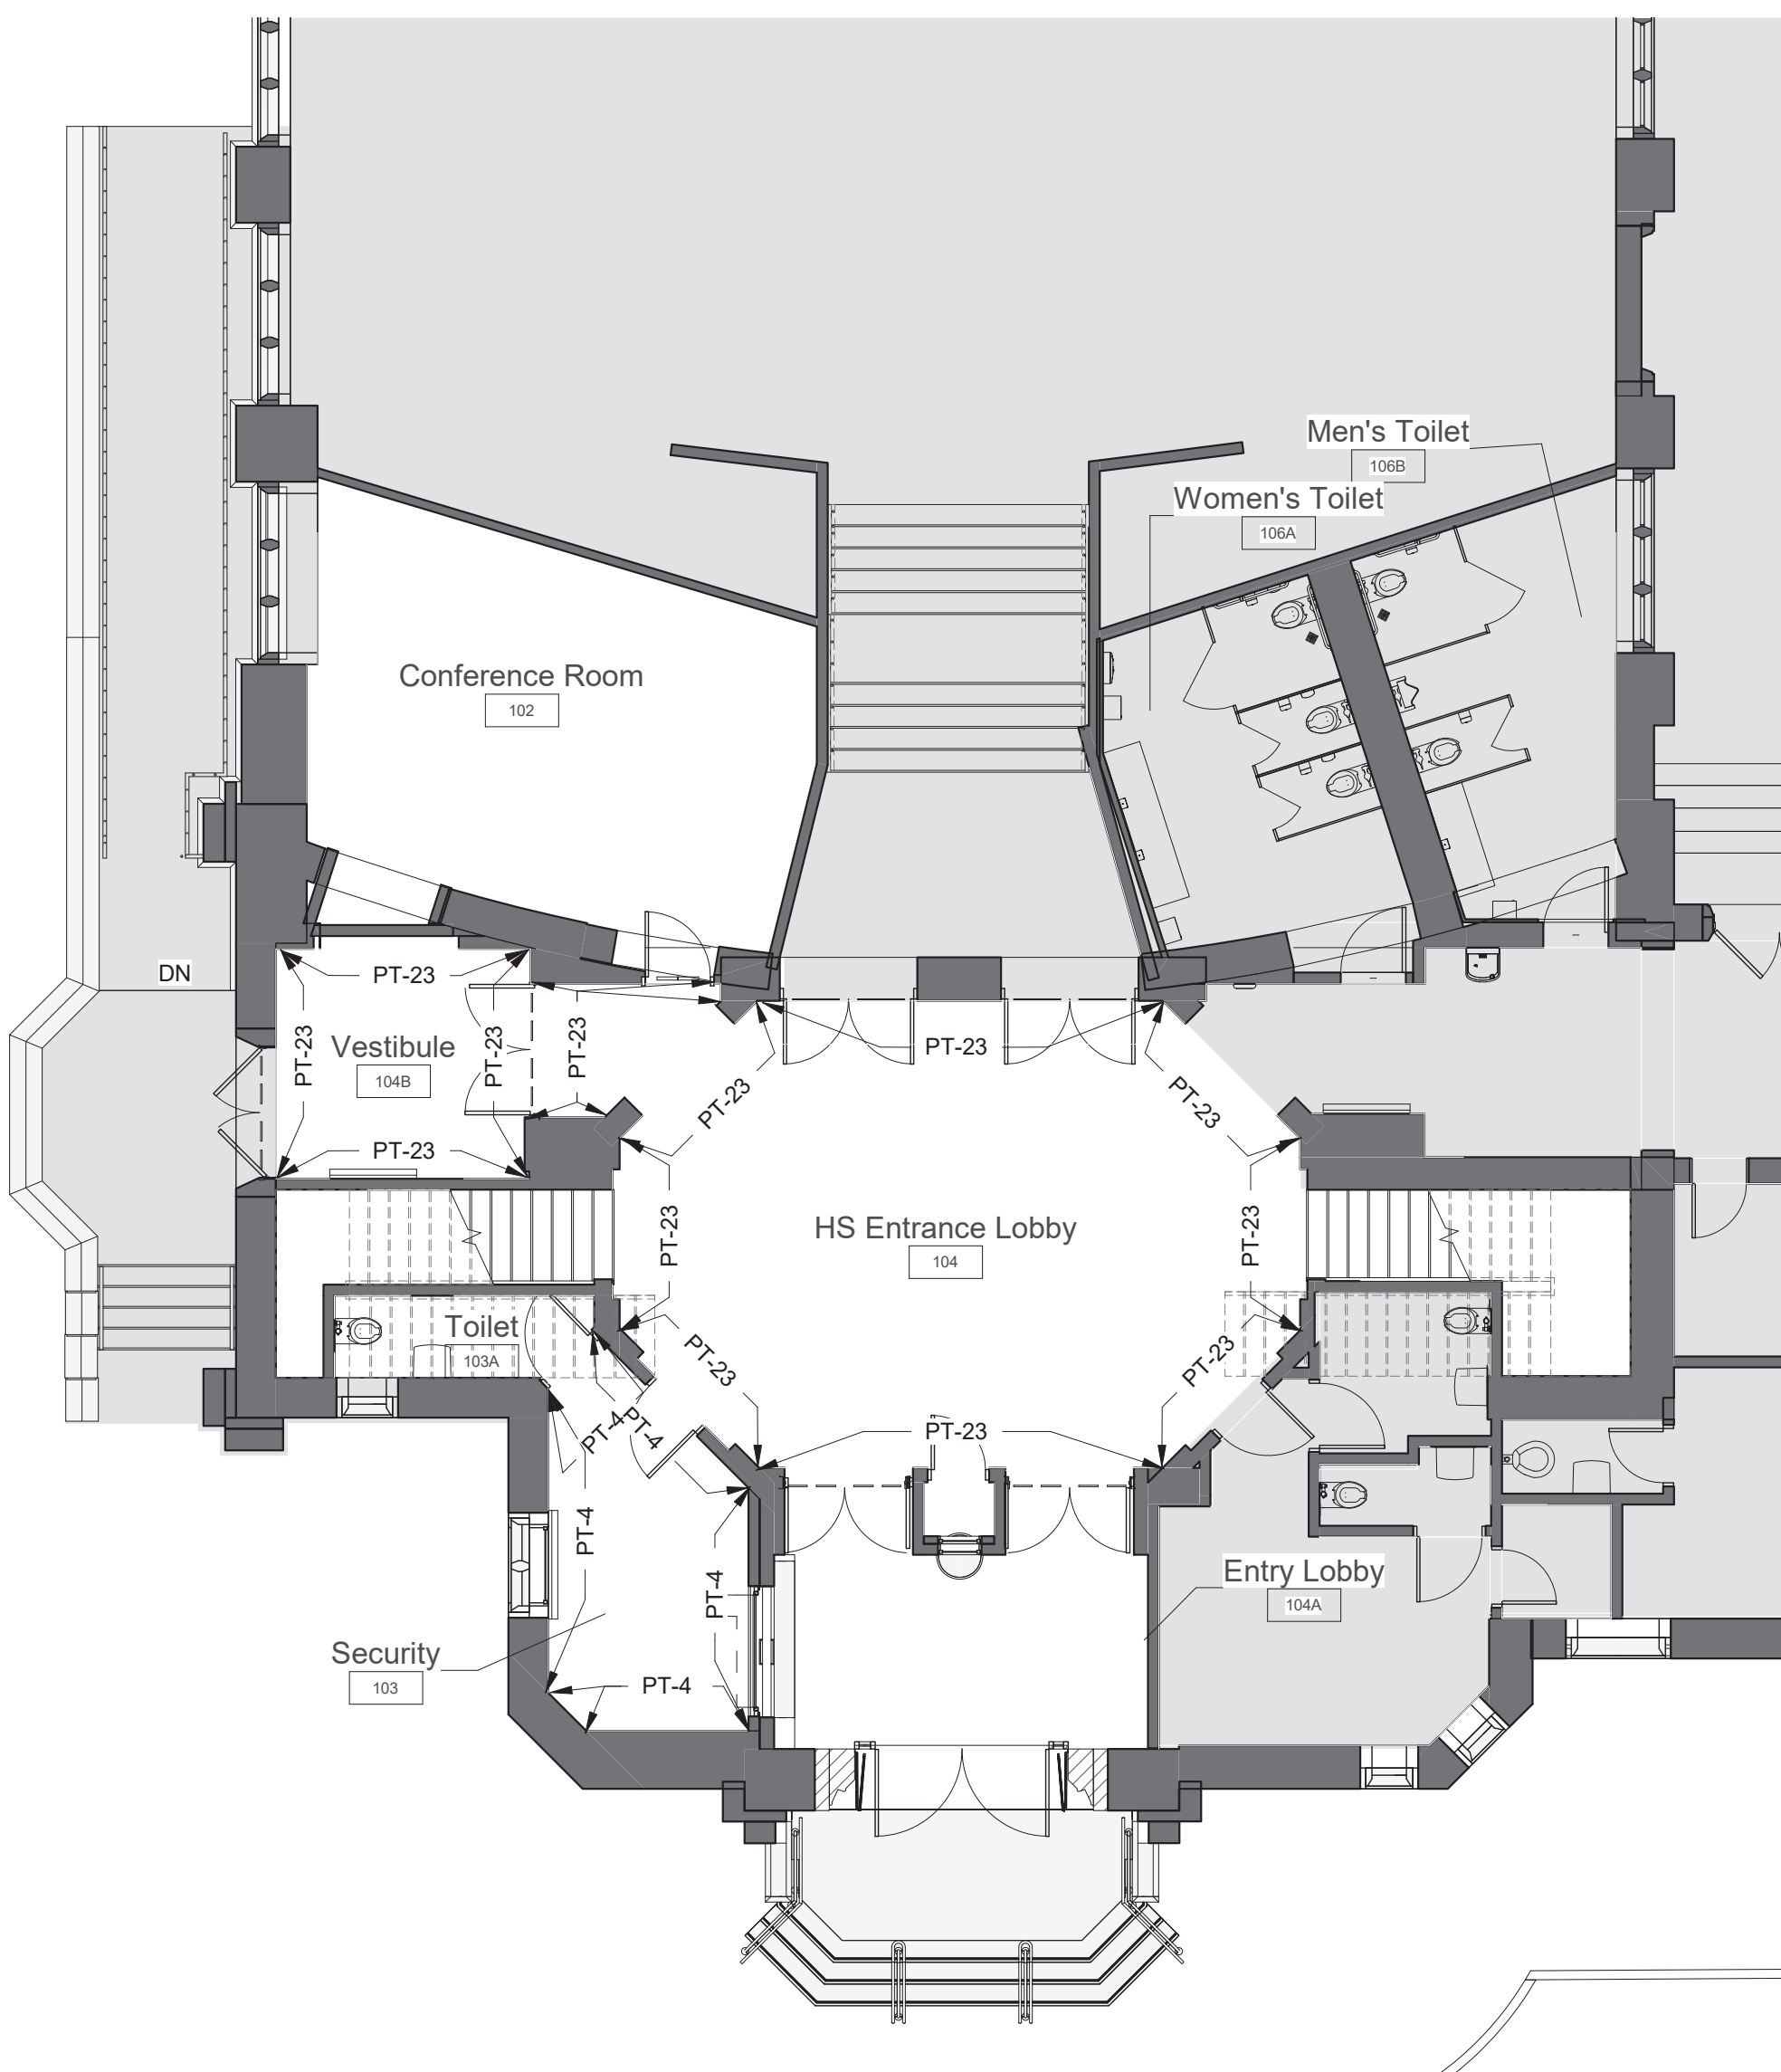 Men's Toilet
106B
Women's Toilet
106A
Conference Room
102
DN
PT-23
PT-23
Vestibule
104B
PT-23
PT-23
PT-23
PT-23
PT-23
PT-23
HS Entrance Lobby
104
PT-23
PT-23
Toilet
103A
PT-23
PT-23
PT-4
PT-4
PT-23
PT-4
PT-4
Entry Lobby
104A
Security
103
PT-4